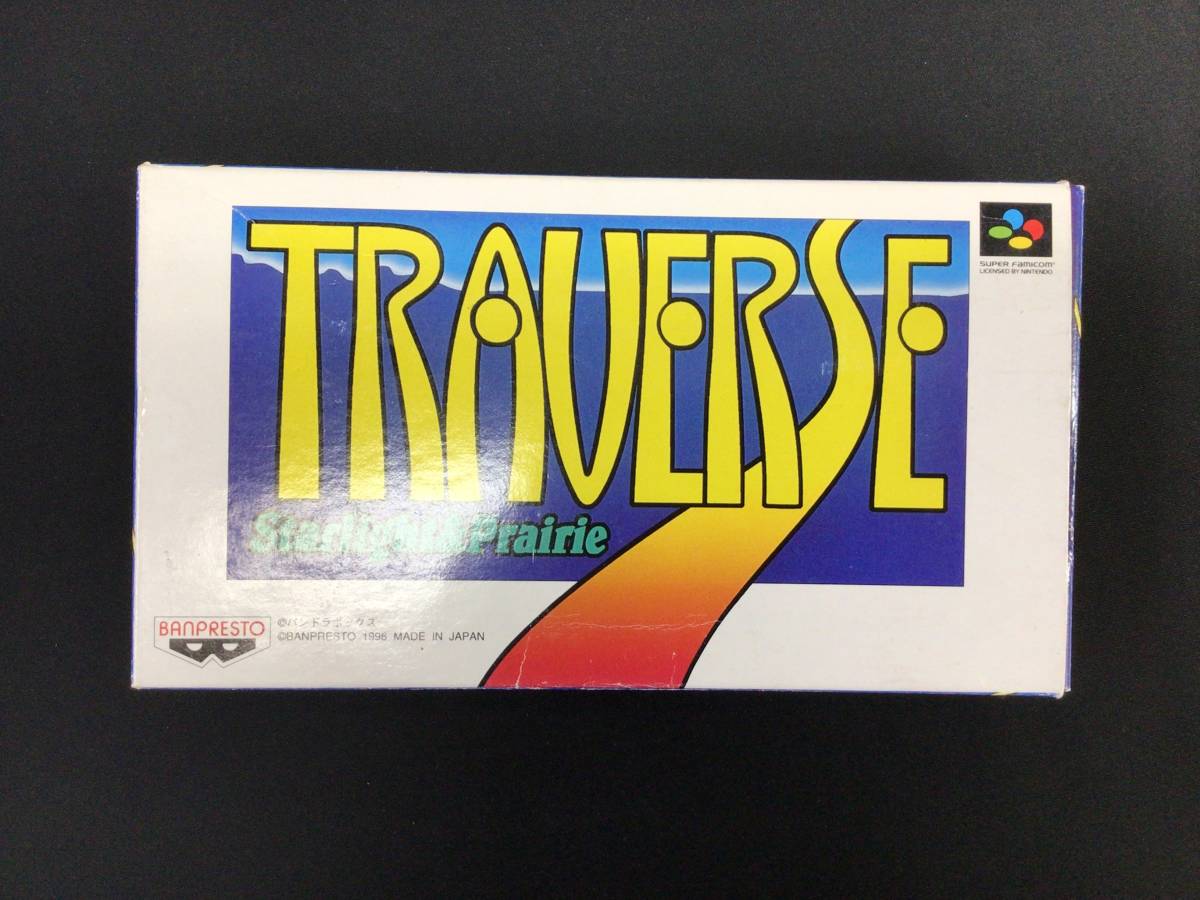 TRAVERSE
Starlight & Prairie
SUPER FAMICOM
LICENSED BY NINTENDO
BANPRESTO
©パンドラボックス
©BANPRESTO 1996 MADE IN JAPAN